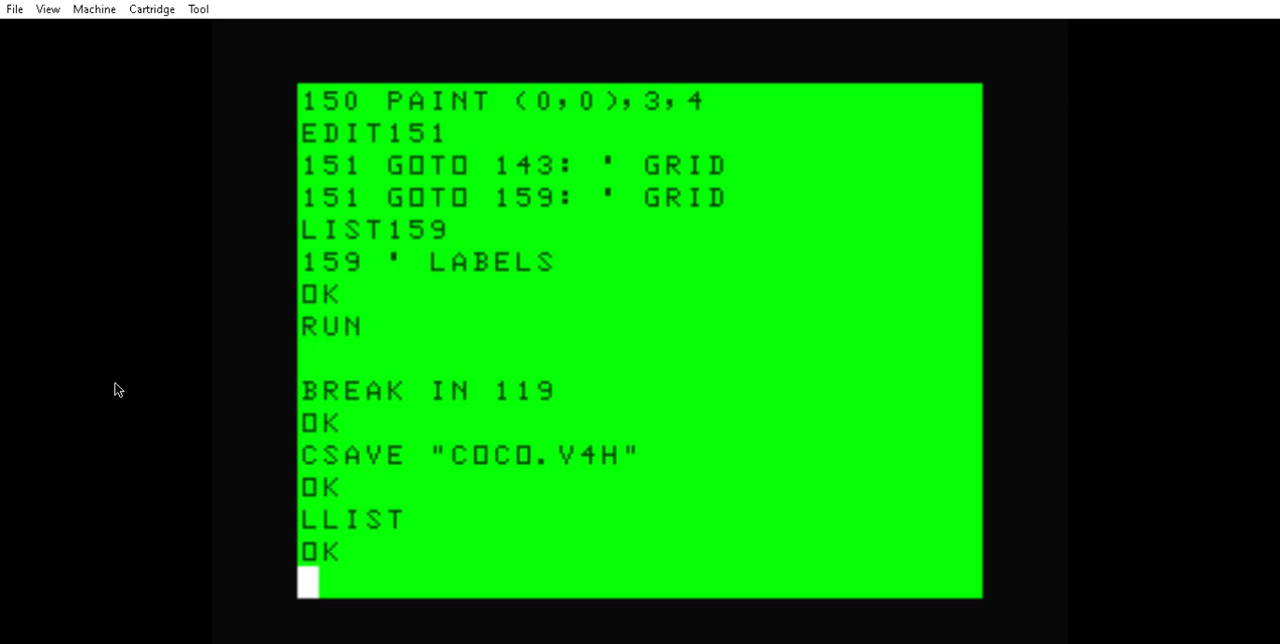 File View Machine Cartridge Tool
150 PAINT (0,0),3,4
EDIT151
151 GOTO 143: ' GRID
151 GOTO 159: ' GRID
LIST159
159 ' LABELS
OK
RUN
BREAK IN 119
OK
CSAVE "COCO.V4H"
OK
LLIST
OK